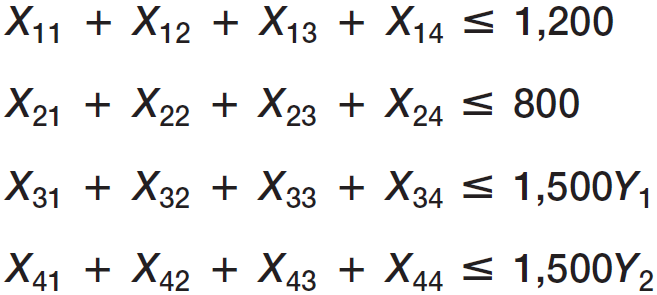 X₁₁ + X₁₂ + X₁₃ + X₁₄ ≤ 1,200
X₂₁ + X₂₂ + X₂₃ + X₂₄ ≤ 800
X₃₁ + X₃₂ + X₃₃ + X₃₄ ≤ 1,500Y₁
X₄₁ + X₄₂ + X₄₃ + X₄₄ ≤ 1,500Y₂